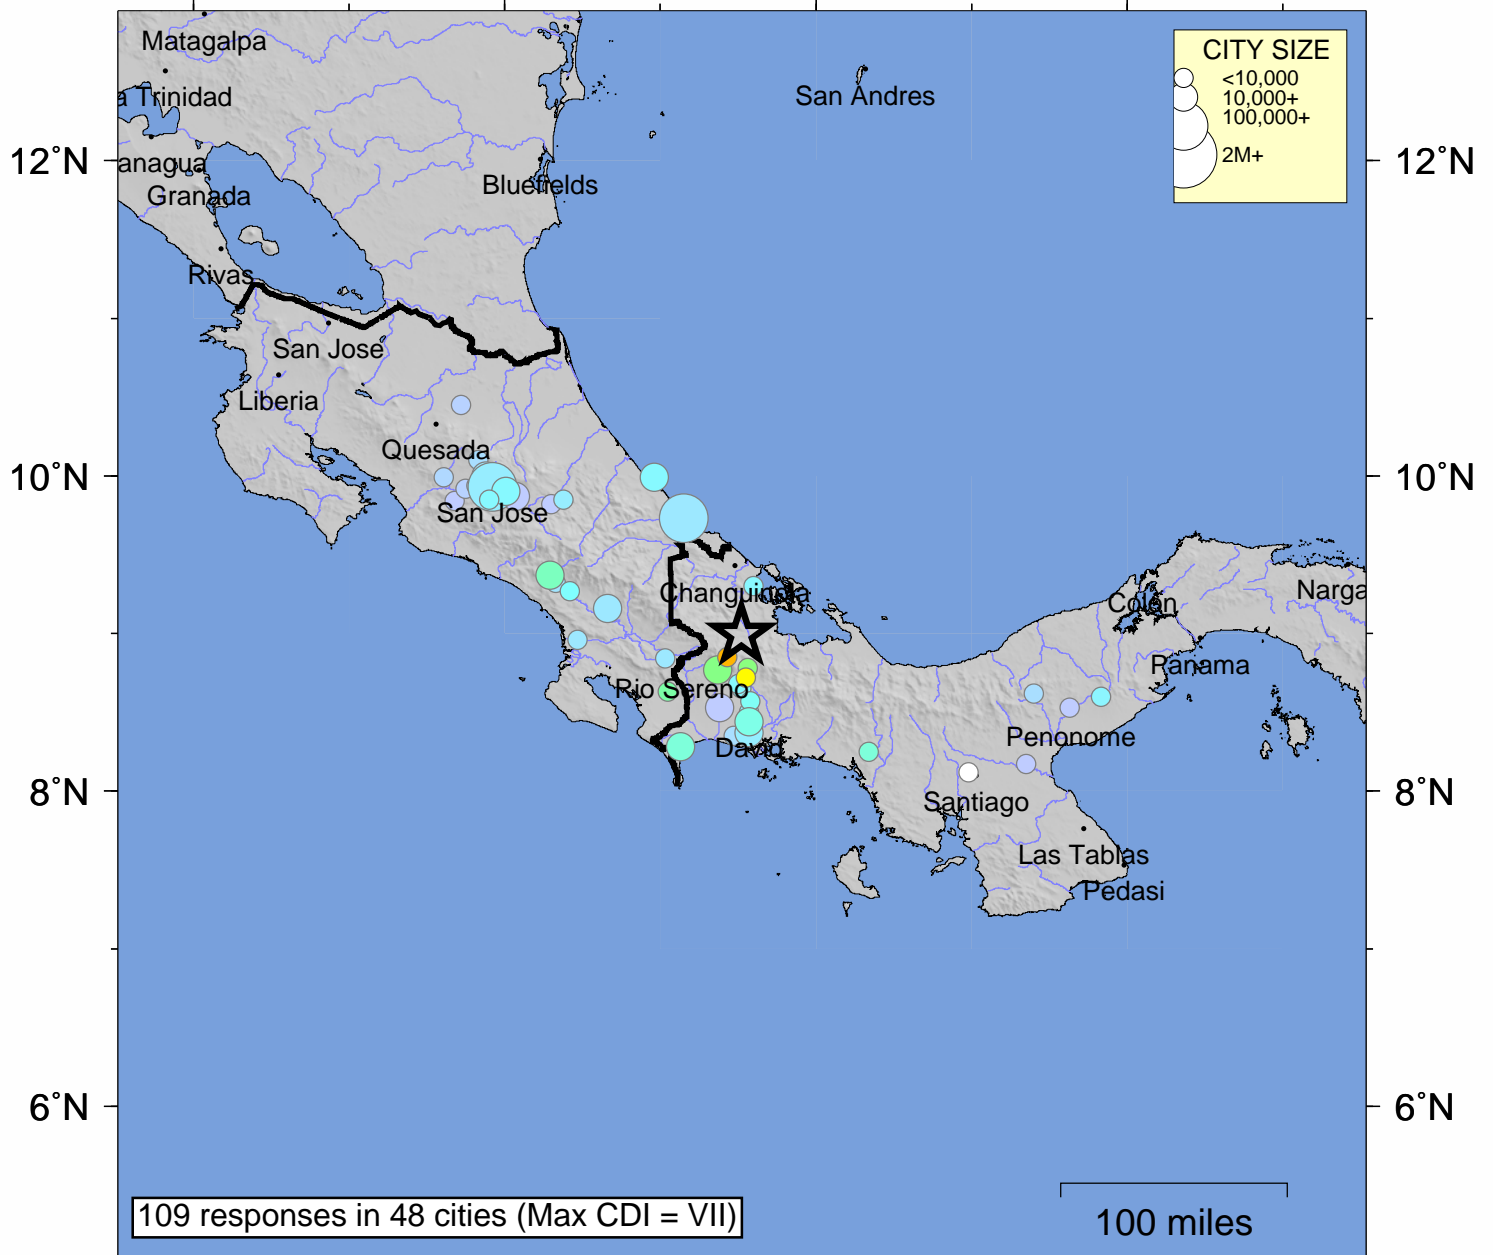 Matagalpa
a Trinidad
San Andres
CITY SIZE
<10,000
10,000+
100,000+
2M+
12°N
12°N
anagua
Granada
Bluefields
Rivas
San Jose
Liberia
Quesada
10°N
10°N
San Jose
Changuinola
Colón
Narga
Panama
Rio Sereno
David
Penonome
8°N
8°N
Santiago
Las Tablas
Pedasi
6°N
6°N
109 responses in 48 cities (Max CDI = VII)
100 miles